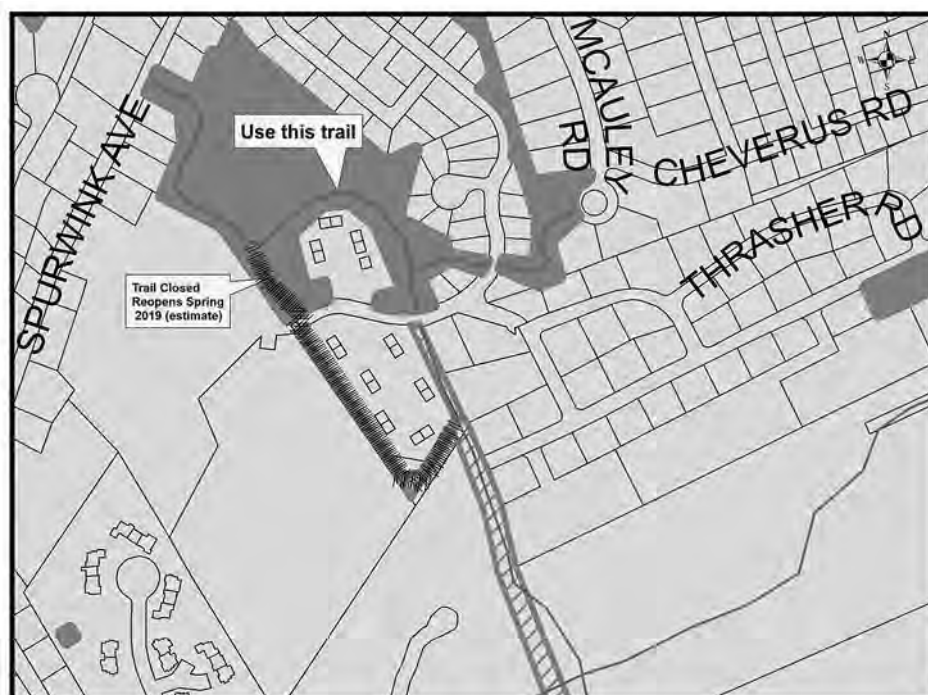 MCAULEY
RD
N
W
E
S
CHEVERUS RD
THRASHER RD
SPURWINK AVE
Use this trail
Trail Closed
Reopens Spring
2019 (estimate)